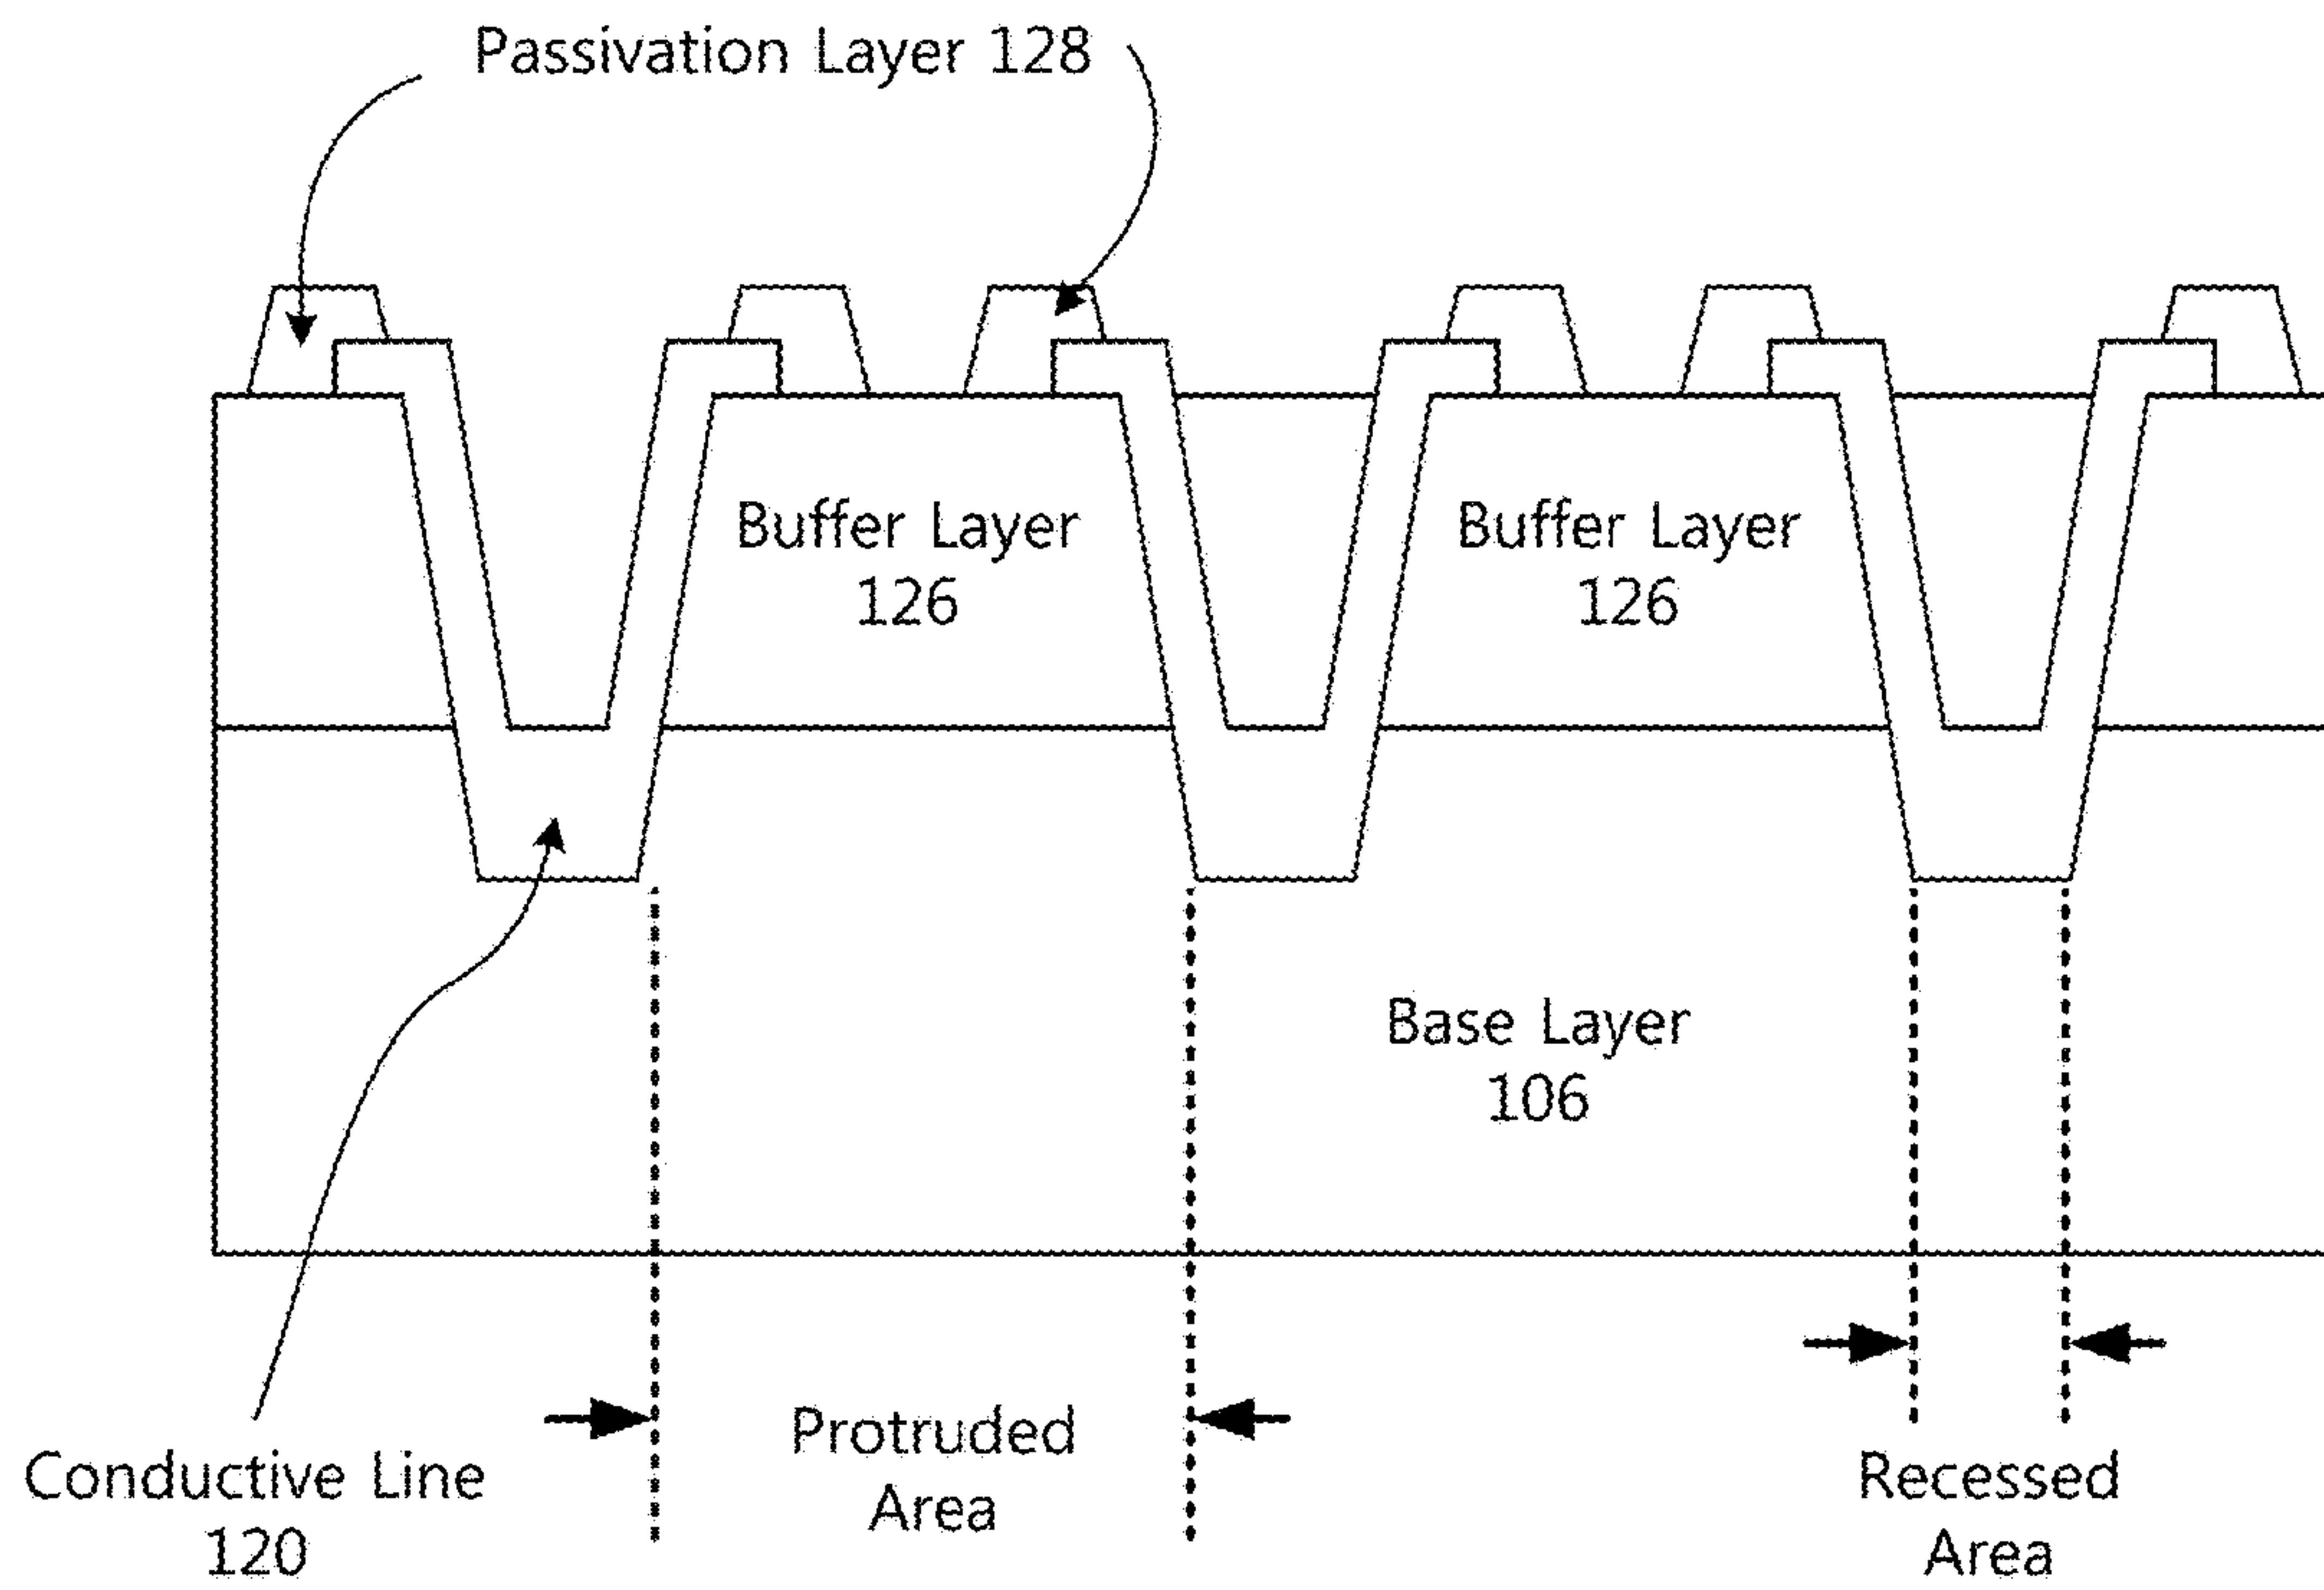 Passivation Layer 128
Buffer Layer
126
Buffer Layer
126
Base Layer
106
Conductive Line
120
Protruded
Area
Recessed
Area